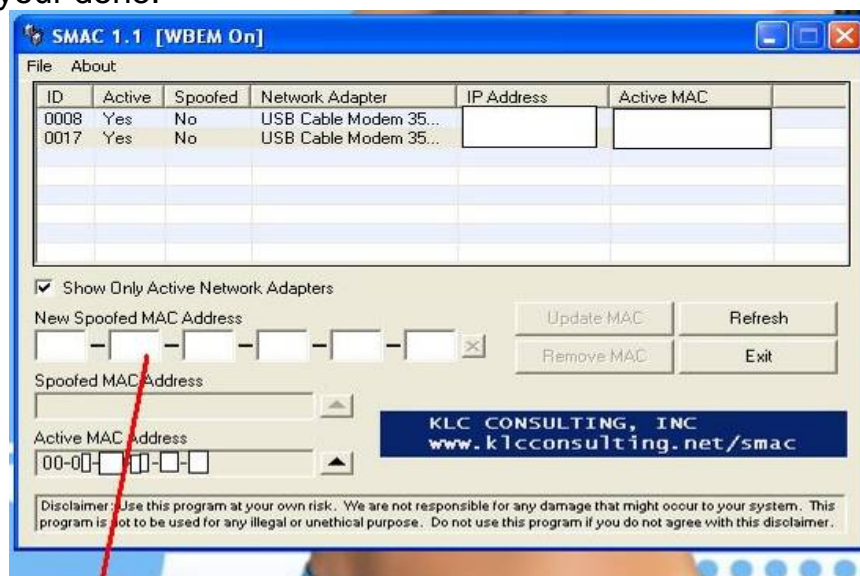 your done.
SMAC 1.1 [WBEM On]
File About
ID Active Spoofed Network Adapter IP Address Active MAC
0008 Yes No USB Cable Modem 35...
0017 Yes No USB Cable Modem 35...
Show Only Active Network Adapters
New Spoofed MAC Address
Update MAC Refresh
Remove MAC Exit
Spoofed MAC Address
KLC CONSULTING, INC
www.klcconsulting.net/smac
Active MAC Address
00-0
Disclaimer: Use this program at your own risk. We are not responsible for any damage that might occur to your system. This
program is not to be used for any illegal or unethical purpose. Do not use this program if you do not agree with this disclaimer.